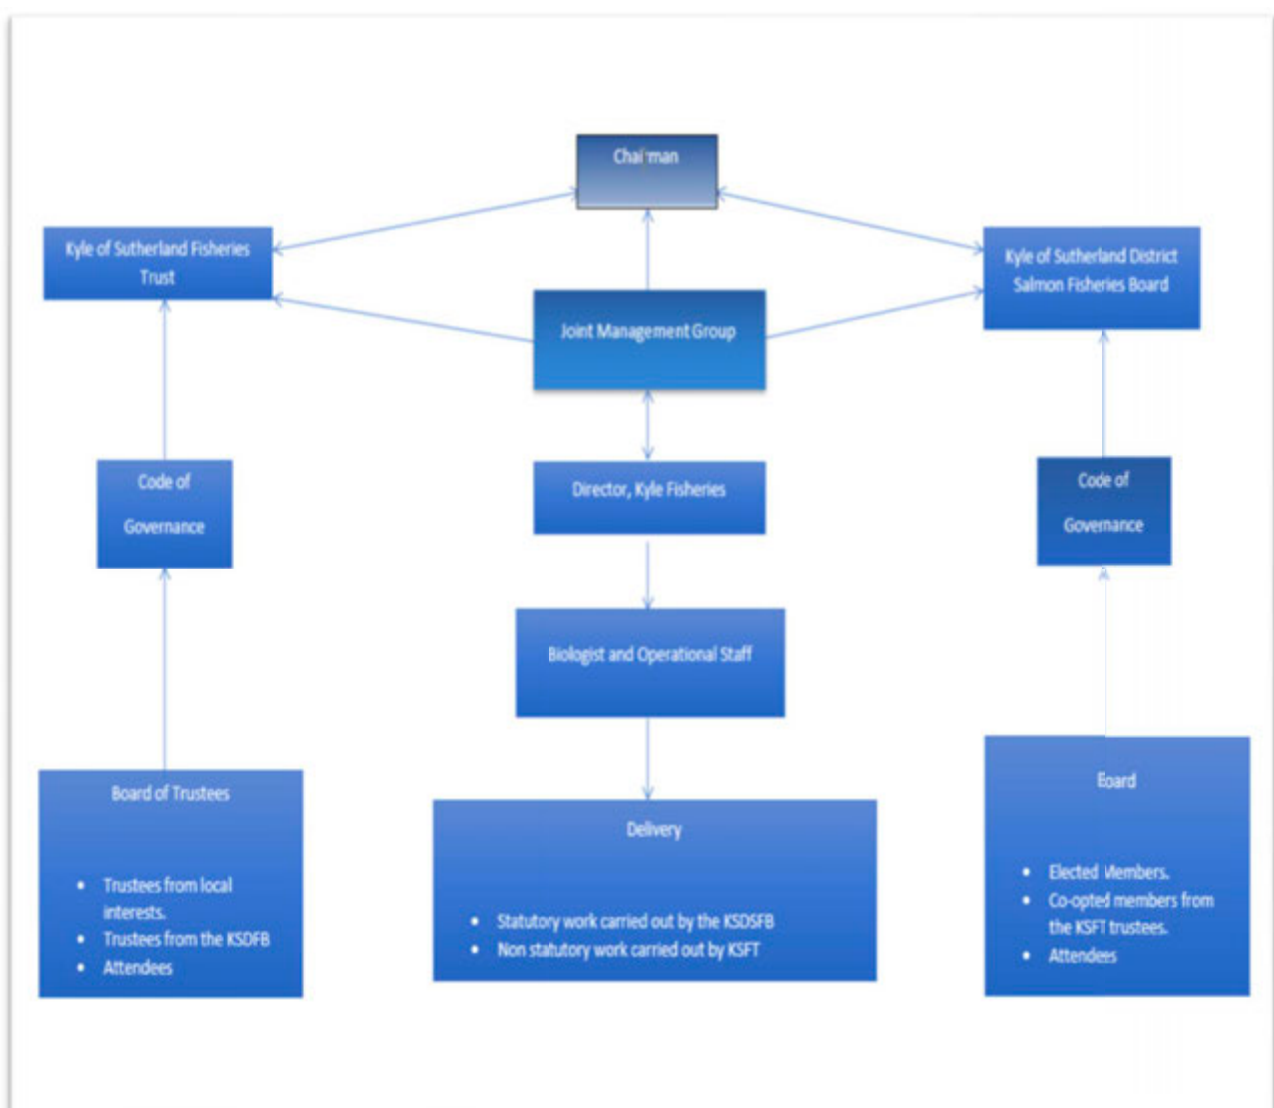 Chairman
Kyle of Sutherland Fisheries
Trust
Kyle of Sutherland District
Salmon Fisheries Board
Joint Management Group
Code of
Governance
Director, Kyle Fisheries
Code of
Governance
Biologist and Operational Staff
Board of Trustees
• Trustees from local
interests.
• Trustees from the KSDFB
• Attendees
Delivery
• Statutory work carried out by the KSDSFB
• Non statutory work carried out by KSFT
Board
• Elected Members.
• Co-opted members from
the KSFT trustees.
• Attendees